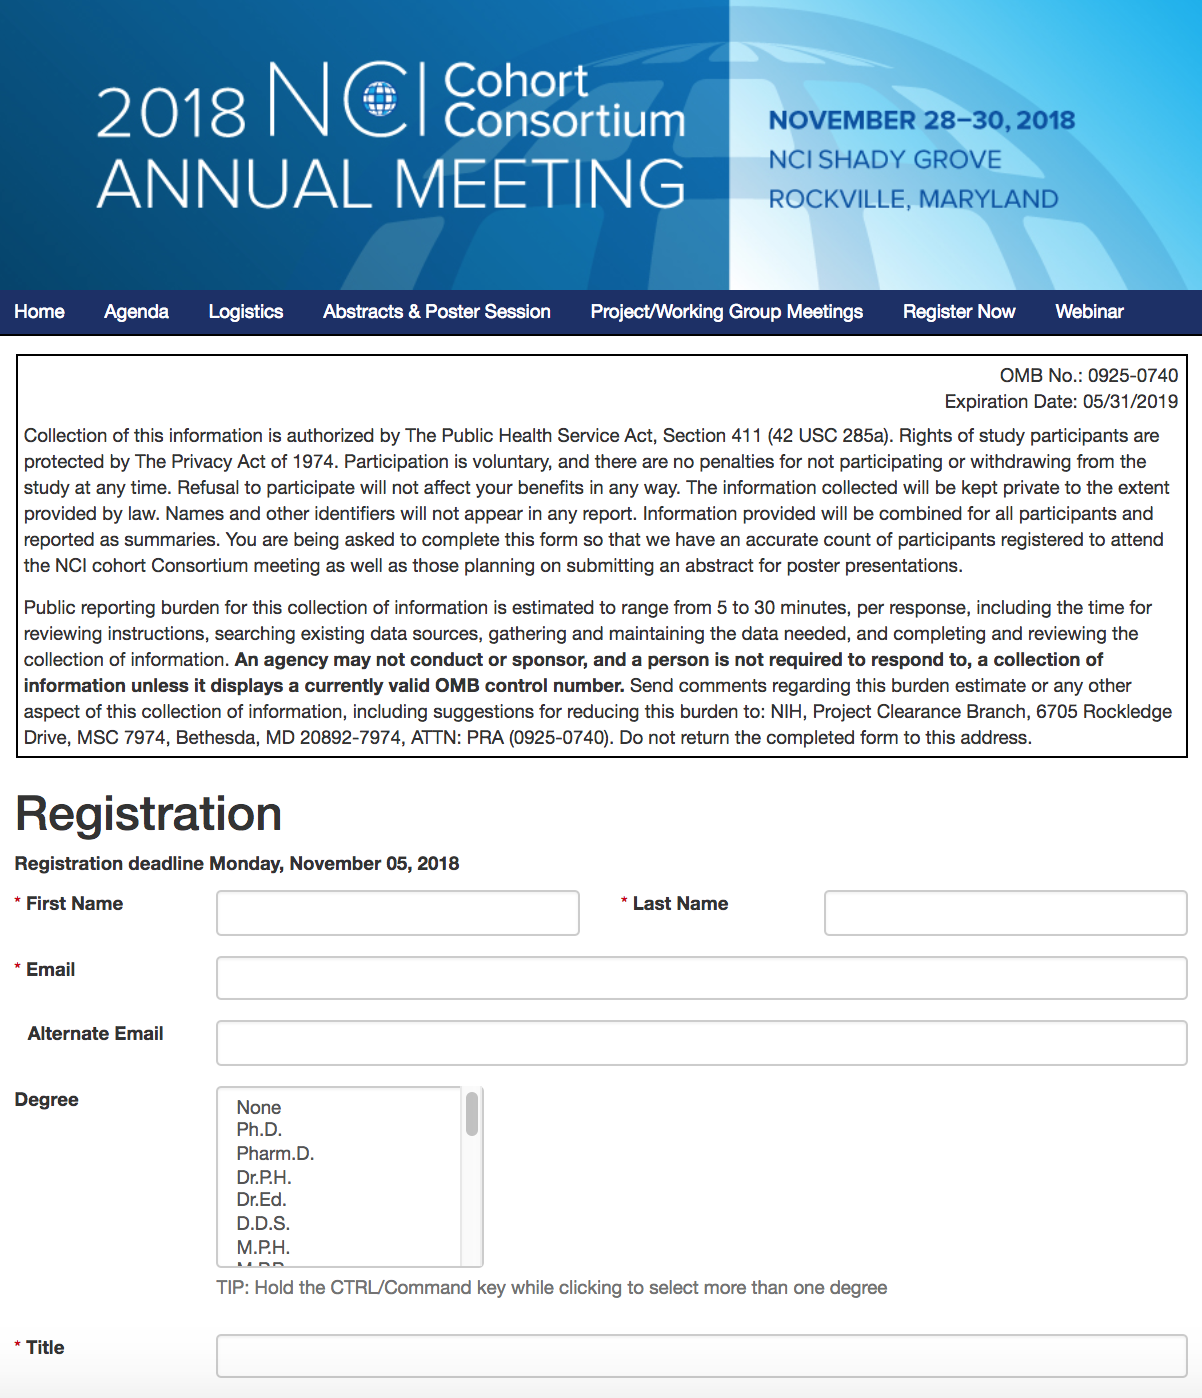 2018 NCI Cohort Consortium
ANNUAL MEETING
NOVEMBER 28–30, 2018
NCI SHADY GROVE
ROCKVILLE, MARYLAND
Home Agenda Logistics Abstracts & Poster Session Project/Working Group Meetings Register Now Webinar
OMB No.: 0925-0740
Expiration Date: 05/31/2019
Collection of this information is authorized by The Public Health Service Act, Section 411 (42 USC 285a). Rights of study participants are
protected by The Privacy Act of 1974. Participation is voluntary, and there are no penalties for not participating or withdrawing from the
study at any time. Refusal to participate will not affect your benefits in any way. The information collected will be kept private to the extent
provided by law. Names and other identifiers will not appear in any report. Information provided will be combined for all participants and
reported as summaries. You are being asked to complete this form so that we have an accurate count of participants registered to attend
the NCI cohort Consortium meeting as well as those planning on submitting an abstract for poster presentations.
Public reporting burden for this collection of information is estimated to range from 5 to 30 minutes, per response, including the time for
reviewing instructions, searching existing data sources, gathering and maintaining the data needed, and completing and reviewing the
collection of information. An agency may not conduct or sponsor, and a person is not required to respond to, a collection of
information unless it displays a currently valid OMB control number. Send comments regarding this burden estimate or any other
aspect of this collection of information, including suggestions for reducing this burden to: NIH, Project Clearance Branch, 6705 Rockledge
Drive, MSC 7974, Bethesda, MD 20892-7974, ATTN: PRA (0925-0740). Do not return the completed form to this address.
Registration
Registration deadline Monday, November 05, 2018
* First Name * Last Name
* Email
Alternate Email
Degree
None
Ph.D.
Pharm.D.
Dr.P.H.
Dr.Ed.
D.D.S.
M.P.H.
TIP: Hold the CTRL/Command key while clicking to select more than one degree
* Title